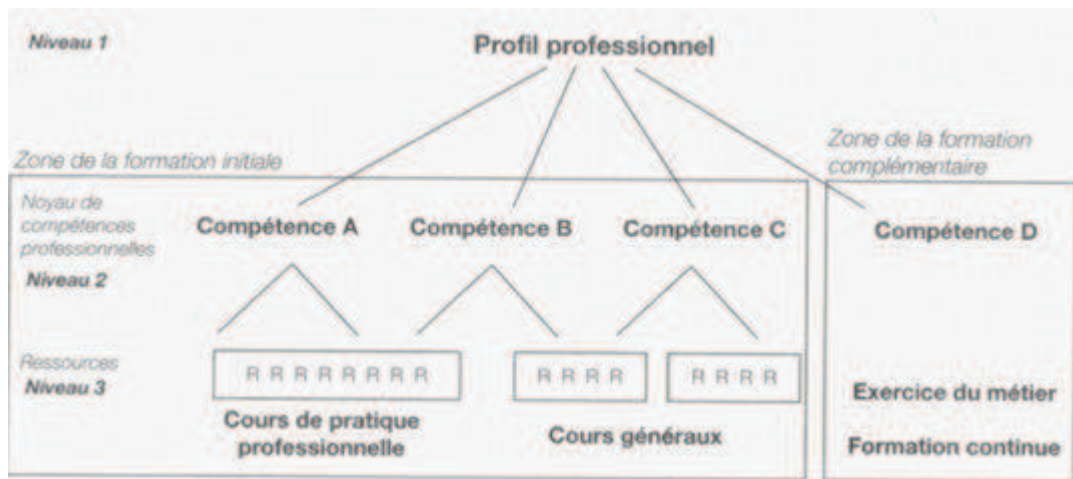 Niveau 1
Profil professionnel
Zone de la formation initiale
Zone de la formation
complémentaire
Noyau de
compétences
professionnelles
Niveau 2
Compétence A
Compétence B
Compétence C
Compétence D
Ressources
Niveau 3
R R R R R R R R
R R R R
R R R R
Cours de pratique
professionnelle
Cours généraux
Exercice du métier
Formation continue